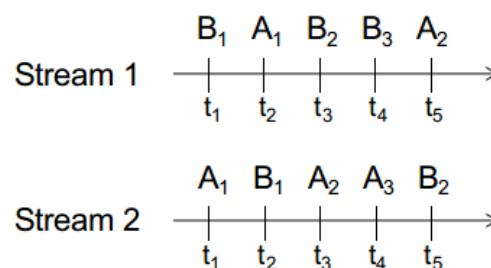 B₁ A₁ B₂ B₃ A₂
Stream 1
t₁ t₂ t₃ t₄ t₅
A₁ B₁ A₂ A₃ B₂
Stream 2
t₁ t₂ t₃ t₄ t₅